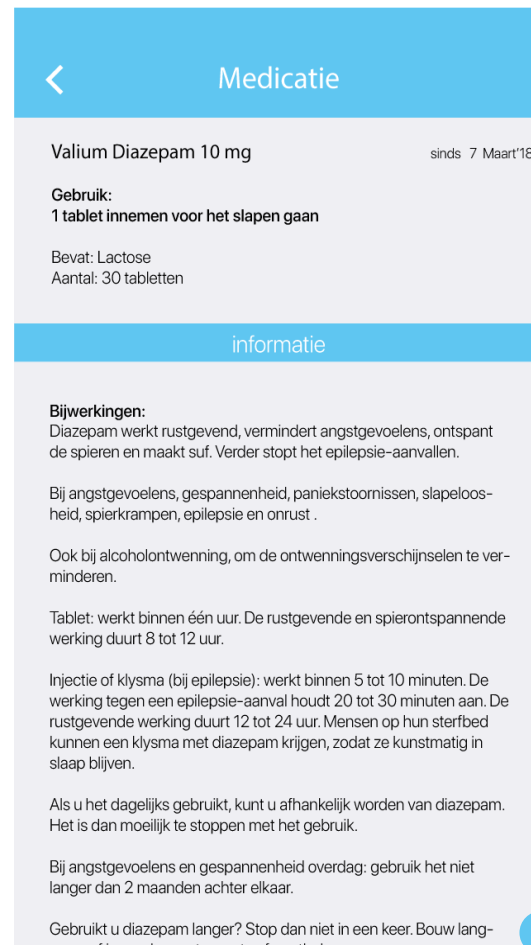 Medicatie
Valium Diazepam 10 mg
sinds 7 Maart'18
Gebruik:
1 tablet innemen voor het slapen gaan
Bevat: Lactose
Aantal: 30 tabletten
informatie
Bijwerkingen:
Diazepam werkt rustgevend, vermindert angstgevoelens, ontspant
de spieren en maakt suf. Verder stopt het epilepsie-aanvallen.
Bij angstgevoelens, gespannenheid, paniekstoornissen, slapeloos-
heid, spierkrampen, epilepsie en onrust .
Ook bij alcoholontwenning, om de ontwenningsverschijnselen te ver-
minderen.
Tablet: werkt binnen één uur. De rustgevende en spierontspannende
werking duurt 8 tot 12 uur.
Injectie of klysma (bij epilepsie): werkt binnen 5 tot 10 minuten. De
werking tegen een epilepsie-aanval houdt 20 tot 30 minuten aan. De
rustgevende werking duurt 12 tot 24 uur. Mensen op hun sterfbed
kunnen een klysma met diazepam krijgen, zodat ze kunstmatig in
slaap blijven.
Als u het dagelijks gebruikt, kunt u afhankelijk worden van diazepam.
Het is dan moeilijk te stoppen met het gebruik.
Bij angstgevoelens en gespannenheid overdag: gebruik het niet
langer dan 2 maanden achter elkaar.
Gebruikt u diazepam langer? Stop dan niet in een keer. Bouw lang-